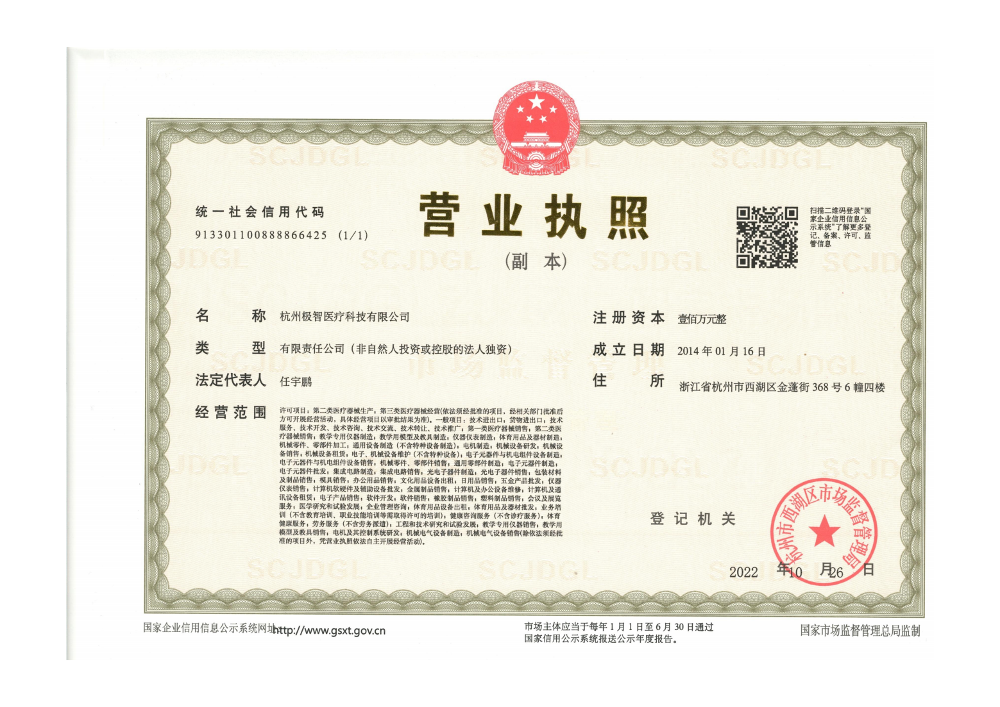 统一社会信用代码
913301100888866425 (1/1)
营业执照
(副 本)
扫描二维码登录“国
家企业信用信息公
示系统”了解更多登
记、备案、许可、监
管信息
名 称 杭州极智医疗科技有限公司
类 型 有限责任公司（非自然人投资或控股的法人独资）
法定代表人 任宇鹏
经营范围 许可项目：第二类医疗器械生产；第三类医疗器械经营(依法须经批准的项目，经相关部门批准后
方可开展经营活动，具体经营项目以审批结果为准)。一般项目：技术进出口；货物进出口；技术
服务、技术开发、技术咨询、技术交流、技术转让、技术推广；第一类医疗器械销售；第二类医
疗器械销售；教学专用仪器制造；教学用模型及教具制造；仪器仪表制造；体育用品及器材制造；
机械零件、零部件加工；通用设备制造（不含特种设备制造）；电机制造；机械设备研发；机械设
备销售；机械设备租赁；电子、机械设备维护（不含特种设备）；电子元器件与机电组件设备制造；
电子元器件与机电组件设备销售；机械零件、零部件销售；通用零部件制造；电子元器件制造；
电子元器件批发；集成电路制造；集成电路销售；光电子器件制造；光电子器件销售；包装材料
及制品销售；模具销售；办公用品销售；文化用品设备出租；日用品销售；五金产品批发；仪器
仪表销售；计算机软硬件及辅助设备批发；金属制品销售；计算机及办公设备维修；计算机及通
讯设备租赁；电子产品销售；软件开发；软件销售；橡胶制品销售；塑料制品销售；会议及展览
服务；医学研究和试验发展；企业管理咨询；体育用品设备出租；体育用品及器材批发；业务培
训（不含教育培训、职业技能培训等需取得许可的培训）；健康咨询服务（不含诊疗服务）；体育
健康服务；劳务服务（不含劳务派遣）；工程和技术研究和试验发展；教学专用仪器销售；教学用
模型及教具销售；电机及其控制系统研发；机械电气设备制造；机械电气设备销售(除依法须经批
准的项目外，凭营业执照依法自主开展经营活动)。
注册资本 壹佰万元整
成立日期 2014年01月16日
住 所 浙江省杭州市西湖区金蓬街368号6幢四楼
登记机关
杭州市西湖区市场监督管理局
2022 年10 月26 日
国家企业信用信息公示系统网址http://www.gsxt.gov.cn
市场主体应当于每年1月1日至6月30日通过
国家信用公示系统报送公示年度报告。
国家市场监督管理总局监制
SCJDGL
市场监督管理